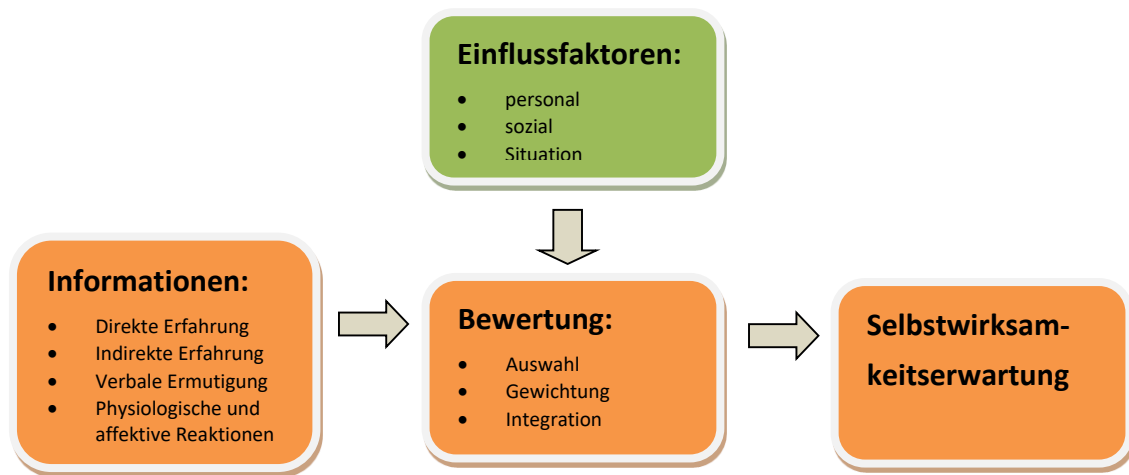 Einflussfaktoren:
• personal
• sozial
• Situation
Informationen:
• Direkte Erfahrung
• Indirekte Erfahrung
• Verbale Ermutigung
• Physiologische und
affektive Reaktionen
Bewertung:
• Auswahl
• Gewichtung
• Integration
Selbstwirksam-
keitserwartung